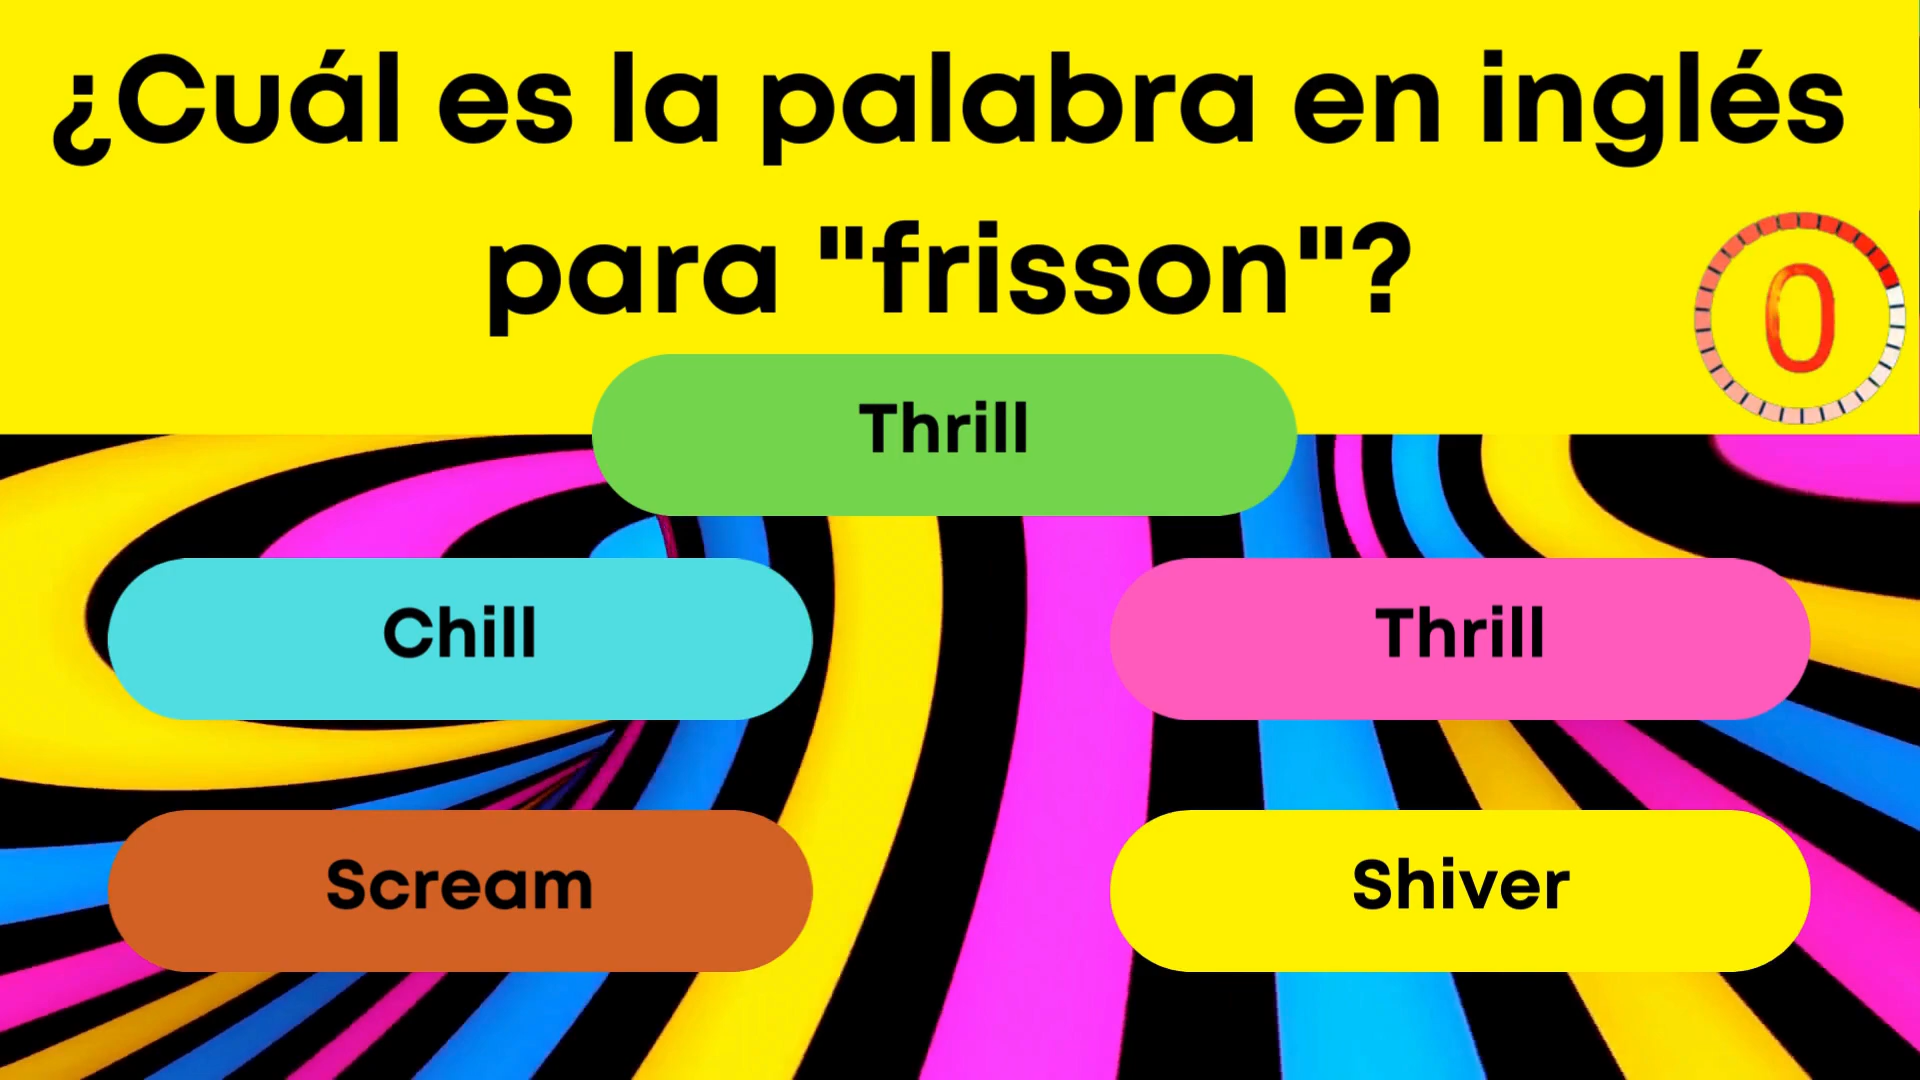 ¿Cuál es la palabra en inglés
para "frisson"?
0
Thrill
Chill
Thrill
Scream
Shiver